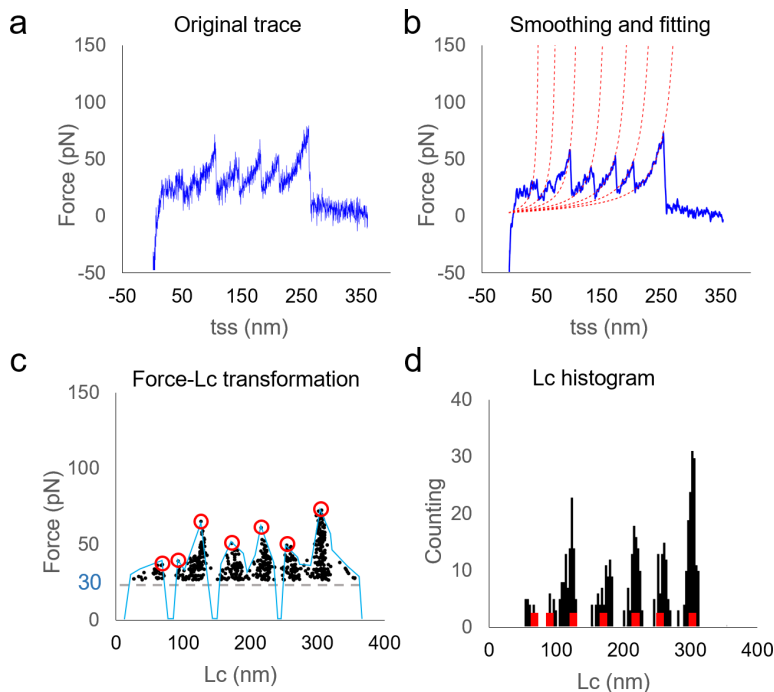 a
Original trace
150
100
50
0
-50
Force (pN)
-50 50 150 250 350
tss (nm)
b
Smoothing and fitting
150
100
50
0
-50
Force (pN)
-50 50 150 250 350
tss (nm)
c
Force-Lc transformation
150
100
50
30
0
Force (pN)
0 100 200 300 400
Lc (nm)
d
Lc histogram
40
30
20
10
0
Counting
0 100 200 300 400
Lc (nm)